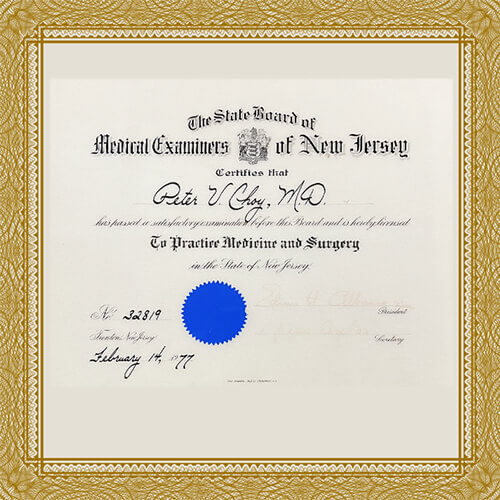 The State Board of
Medical Examiners of New Jersey
Certifies that
Peter V. Choy, M.D.
has passed a satisfactory examination before this Board and is hereby licensed
To Practice Medicine and Surgery
in the State of New Jersey.
No. 22819
President
Trenton, New Jersey
Secretary
February 14, 1977